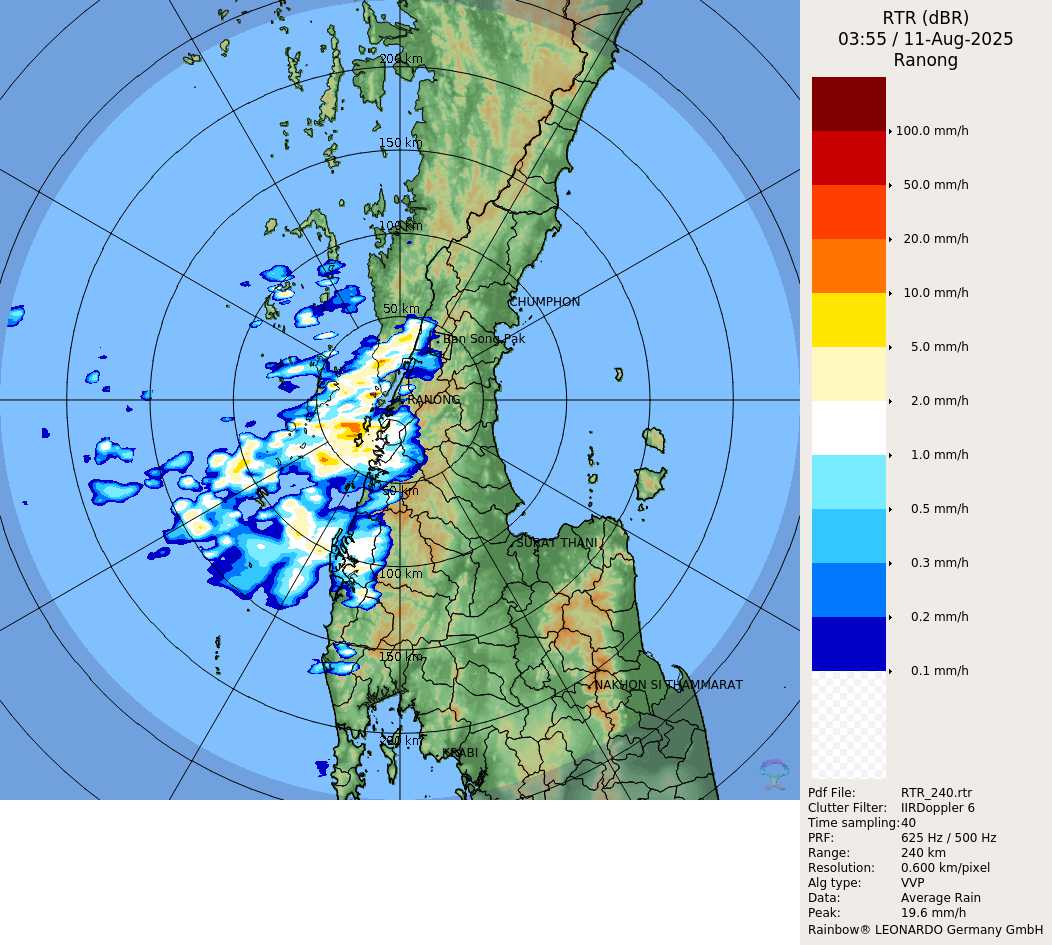 RTR (dBR)
03:55 / 11-Aug-2025
Ranong
200 km
150 km
100 km
50 km
CHUMPHON
Ban Song Pak
RANONG
50 km
SURAT THANI
100 km
150 km
NAKHON SI THAMMARAT
200 km
KRABI
100.0 mm/h
50.0 mm/h
20.0 mm/h
10.0 mm/h
5.0 mm/h
2.0 mm/h
1.0 mm/h
0.5 mm/h
0.3 mm/h
0.2 mm/h
0.1 mm/h
Pdf File: RTR_240.rtr
Clutter Filter: IIRDoppler 6
Time sampling:40
PRF: 625 Hz / 500 Hz
Range: 240 km
Resolution: 0.600 km/pixel
Alg type: VVP
Data: Average Rain
Peak: 19.6 mm/h
Rainbow® LEONARDO Germany GmbH